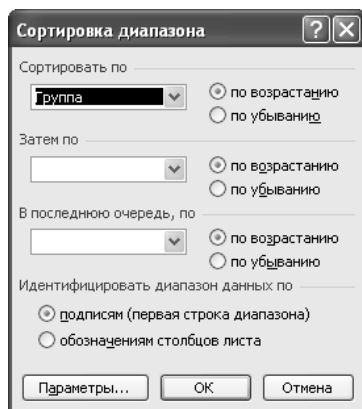 Сортировка диапазона
Сортировать по
Группа
по возрастанию
по убыванию
Затем по
по возрастанию
по убыванию
В последнюю очередь, по
по возрастанию
по убыванию
Идентифицировать диапазон данных по
подписям (первая строка диапазона)
обозначениям столбцов листа
Параметры... ОК Отмена